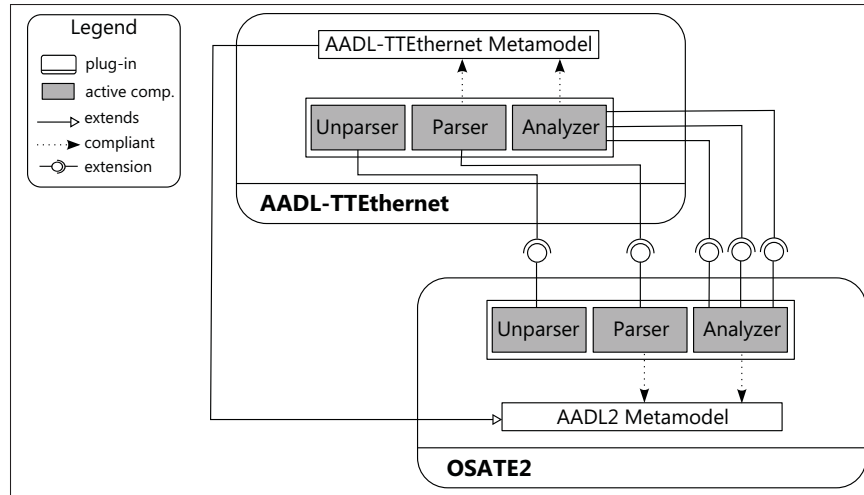 Legend
plug-in
active comp.
extends
compliant
extension
AADL-TTEthernet Metamodel
Unparser
Parser
Analyzer
AADL-TTEthernet
Unparser
Parser
Analyzer
AADL2 Metamodel
OSATE2